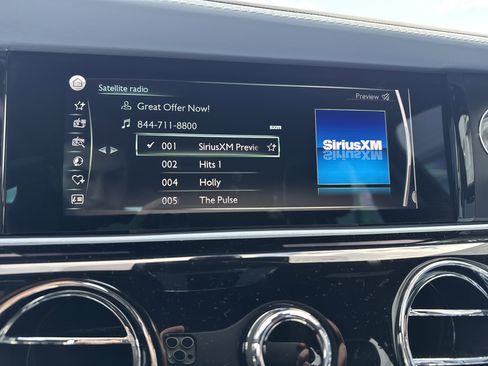 Satellite radio
Preview
Great Offer Now!
844-711-8800
001 SiriusXM Previe
002 Hits 1
004 Holly
005 The Pulse
SiriusXM